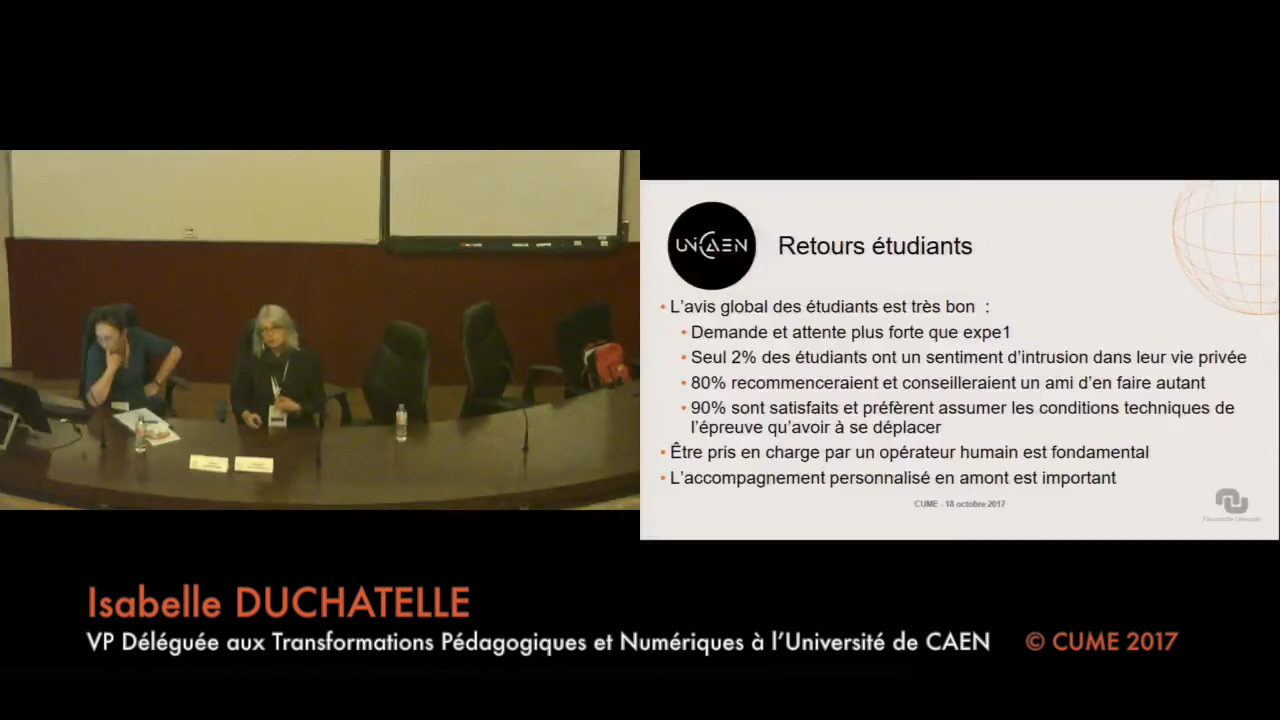 UNICAEN
Retours étudiants
• L'avis global des étudiants est très bon :
• Demande et attente plus forte que expe1
• Seul 2% des étudiants ont un sentiment d'intrusion dans leur vie privée
• 80% recommenceraient et conseilleraient un ami d'en faire autant
• 90% sont satisfaits et préfèrent assumer les conditions techniques de
l'épreuve qu'avoir à se déplacer
• Être pris en charge par un opérateur humain est fondamental
• L'accompagnement personnalisé en amont est important
CUME - 18 octobre 2017
Normandie Université
Isabelle DUCHATELLE
VP Déléguée aux Transformations Pédagogiques et Numériques à l'Université de CAEN © CUME 2017